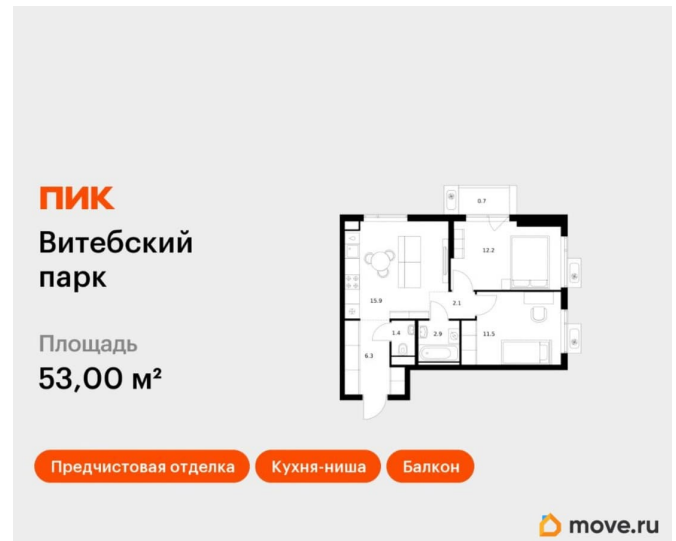 ПИК
Витебский
парк
Площадь
53,00 м²
0.7
12.2
15.9
2.1
1.4
2.9
11.5
6.3
Предчистовая отделка
Кухня-ниша
Балкон
move.ru